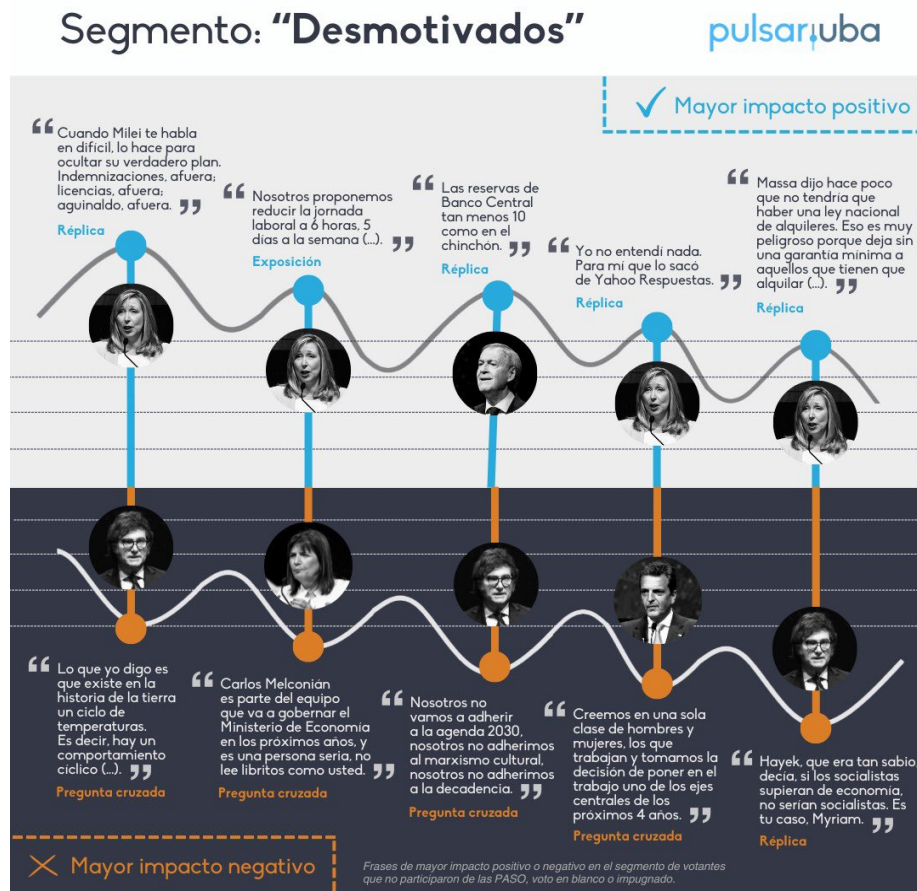 Segmento: “Desmotivados”
pulsar uba
Mayor impacto positivo
“Cuando Milei te habla
en difícil, lo hace para
ocultar su verdadero plan.
Indemnizaciones, afuera;
licencias, afuera;
aguinaldo, afuera. ”
Réplica
“Nosotros proponemos
reducir la jornada
laboral a 6 horas, 5
días a la semana (...). ”
Exposición
“Las reservas de
Banco Central
tan menos 10
como en el
chinchón. ”
Réplica
“Yo no entendí nada.
Para mí que lo sacó
de Yahoo Respuestas. ”
Réplica
“Massa dijo hace poco
que no tendría que
haber una ley nacional
de alquileres. Eso es muy
peligroso porque deja sin
una garantía mínima a
aquellos que tienen que
alquilar (...). ”
Réplica
“Lo que yo digo es
que existe en la
historia de la tierra
un ciclo de
temperaturas.
Es decir, hay un
comportamiento
cíclico (...). ”
Pregunta cruzada
“Carlos Melconián
es parte del equipo
que va a gobernar el
Ministerio de Economía
en los próximos años, y
es una persona seria, no
lee libritos como usted. ”
Pregunta cruzada
“Nosotros no
vamos a adherir
a la agenda 2030,
nosotros no adherimos
al marxismo cultural,
nosotros no adherimos
a la decadencia. ”
Pregunta cruzada
“Creemos en una sola
clase de hombres y
mujeres, los que
trabajan y tomamos la
decisión de poner en el
trabajo uno de los ejes
centrales de los
próximos 4 años. ”
Pregunta cruzada
“Hayek, que era tan sabio,
decía, si los socialistas
supieran de economía,
no serían socialistas. Es
tu caso, Myriam. ”
Réplica
Mayor impacto negativo
Frases de mayor impacto positivo o negativo en el segmento de votantes
que no participaron de las PASO, voto en blanco o impugnado.